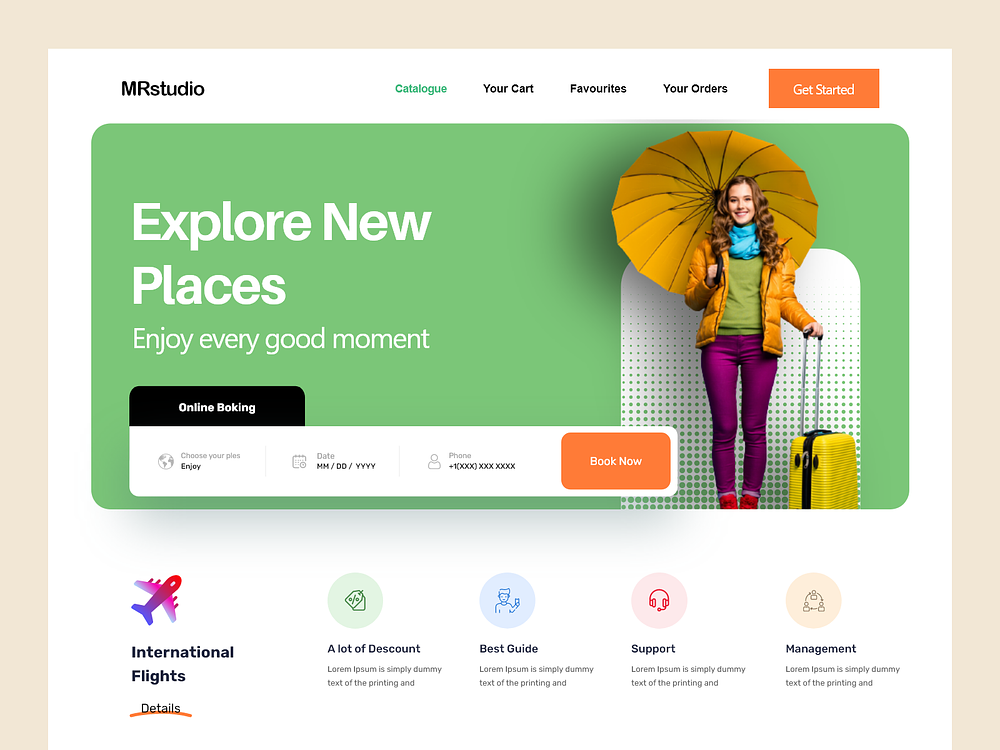 MRstudio
Catalogue
Your Cart
Favourites
Your Orders
Get Started
Explore New
Places
Enjoy every good moment
Online Boking
Choose your ples
Enjoy
Date
MM / DD / YYYY
Phone
+1(XXX) XXX XXXX
Book Now
International
Flights
Details
A lot of Descount
Lorem Ipsum is simply dummy
text of the printing and
Best Guide
Lorem Ipsum is simply dummy
text of the printing and
Support
Lorem Ipsum is simply dummy
text of the printing and
Management
Lorem Ipsum is simply dummy
text of the printing and